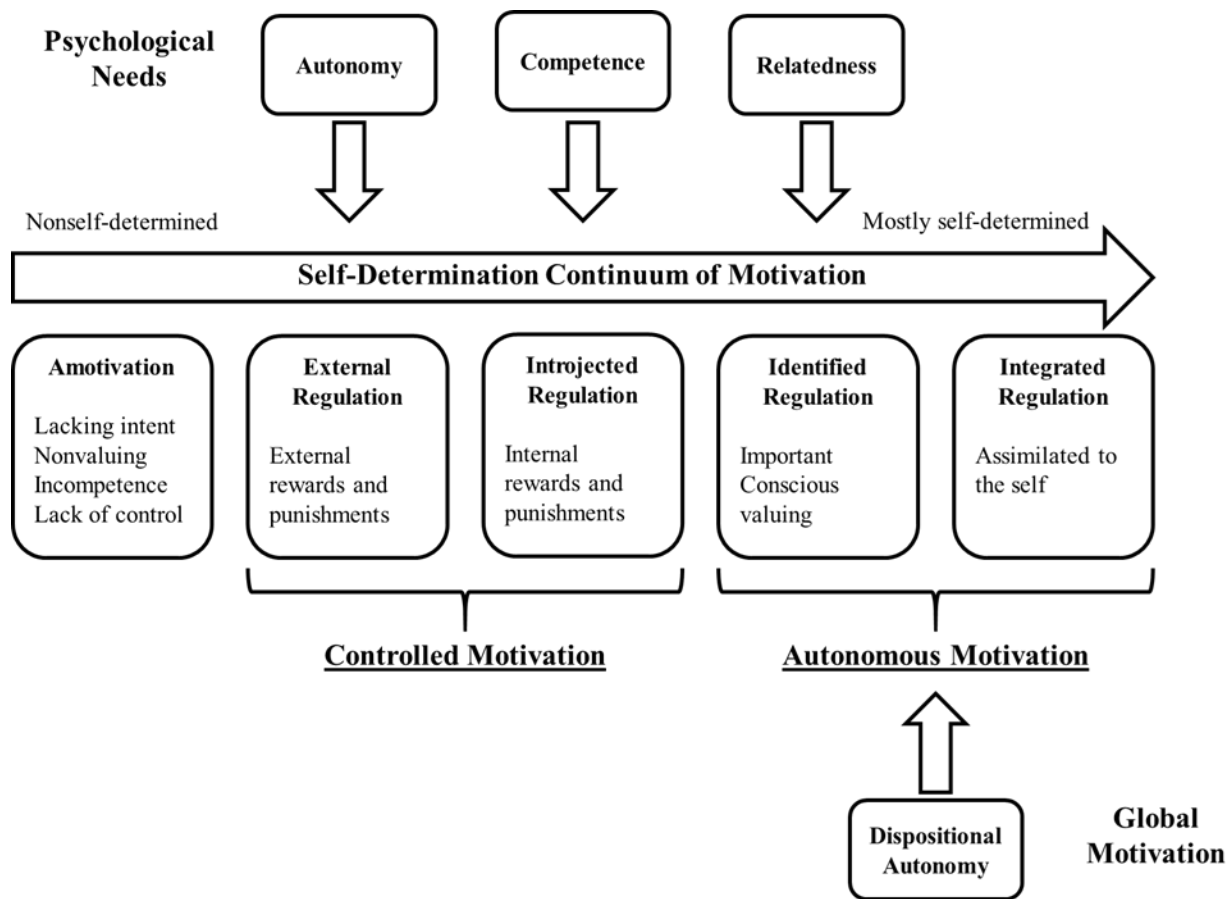 Psychological
Needs
Autonomy
Competence
Relatedness
Nonself-determined
Mostly self-determined
Self-Determination Continuum of Motivation
Amotivation
Lacking intent
Nonvaluing
Incompetence
Lack of control
External
Regulation
External
rewards and
punishments
Introjected
Regulation
Internal
rewards and
punishments
Identified
Regulation
Important
Conscious
valuing
Integrated
Regulation
Assimilated to
the self
Controlled Motivation
Autonomous Motivation
Dispositional
Autonomy
Global
Motivation